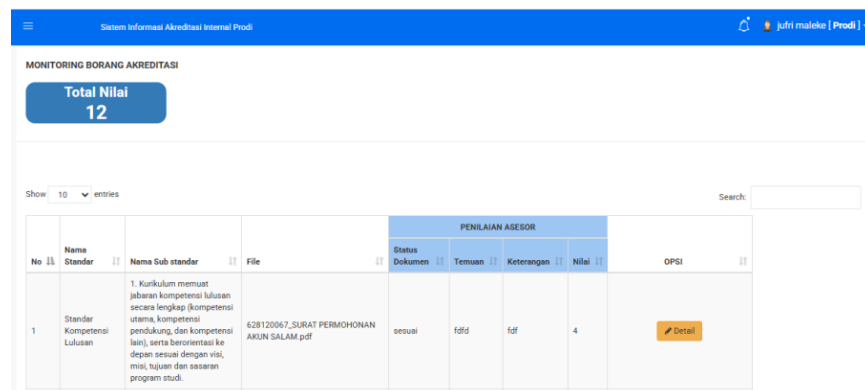 Sistem Informasi Akreditasi Internal Prodi
jufri maleke [ Prodi ]
MONITORING BORANG AKREDITASI
Total Nilai
12
Show 10 entries
Search:
PENILAIAN ASESOR
No
Nama
Standar
Nama Sub standar
File
Status
Dokumen
Temuan
Keterangan
Nilai
OPSI
1
Standar
Kompetensi
Lulusan
1. Kurikulum memuat
jabaran kompetensi lulusan
secara lengkap (kompetensi
utama, kompetensi
pendukung, dan kompetensi
lain), serta berorientasi ke
depan sesuai dengan visi,
misi, tujuan dan sasaran
program studi.
628120067_SURAT PERMOHONAN
AKUN SALAM.pdf
sesuai
fdfd
fdf
4
Detail